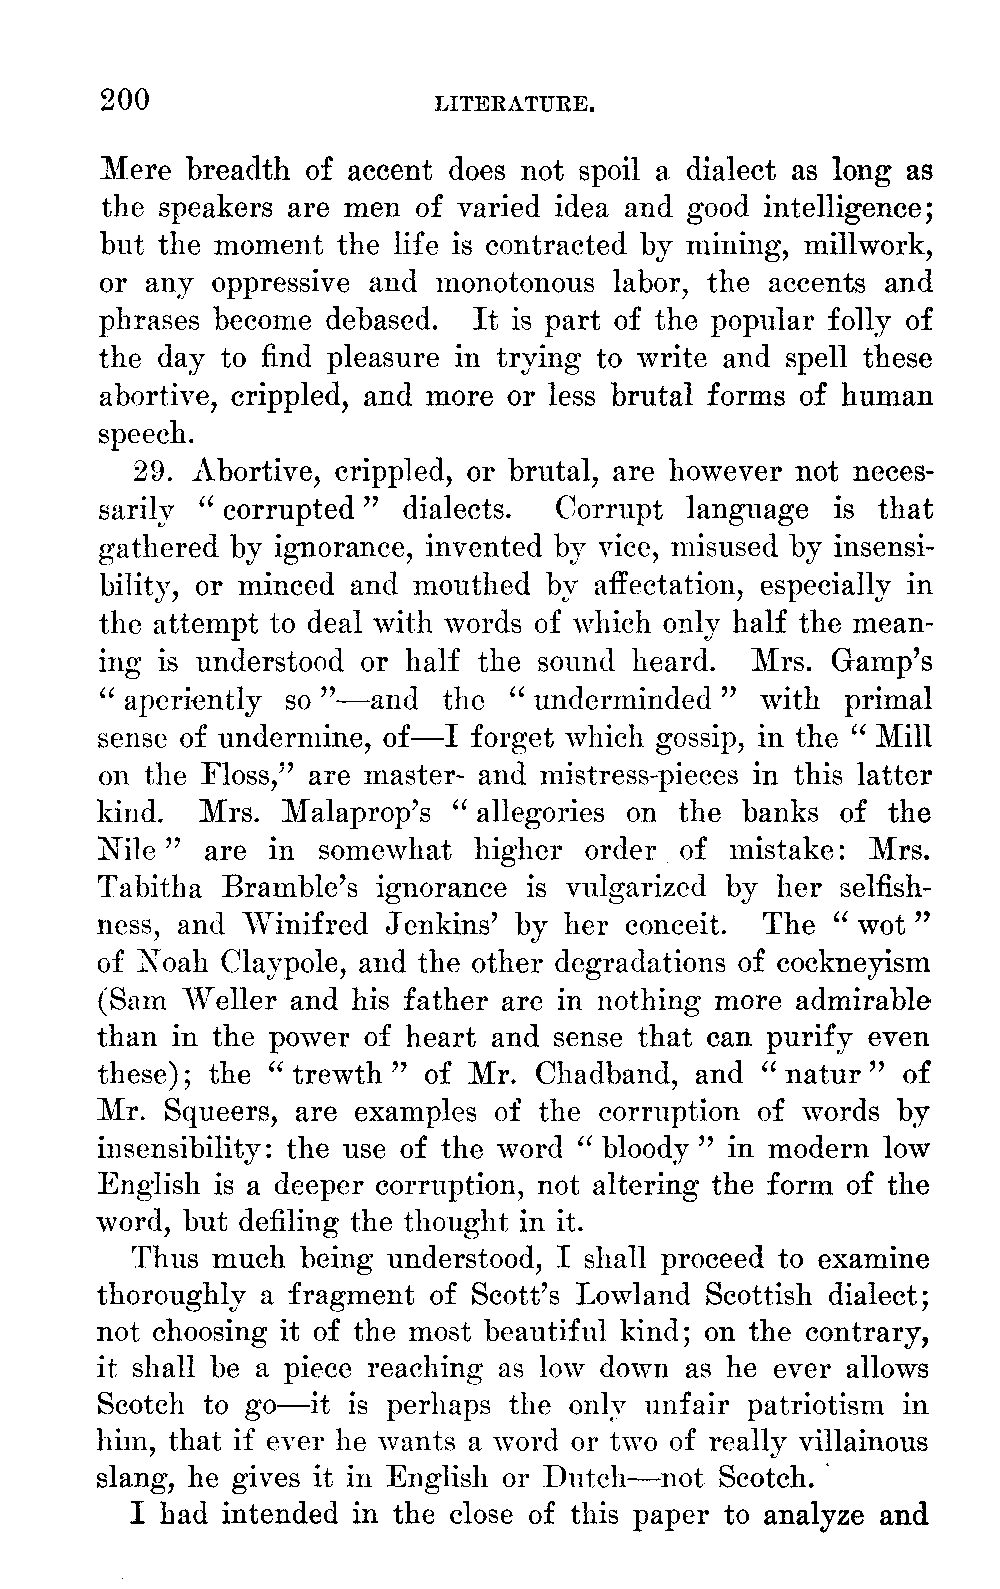 200 LITERATURE.
Mere breadth of accent does not spoil a dialect as long as
the speakers are men of varied idea and good intelligence;
but the moment the life is contracted by mining, millwork,
or any oppressive and monotonous labor, the accents and
phrases become debased. It is part of the popular folly of
the day to find pleasure in trying to write and spell these
abortive, crippled, and more or less brutal forms of human
speech.
29. Abortive, crippled, or brutal, are however not neces-
sarily “ corrupted ” dialects. Corrupt language is that
gathered by ignorance, invented by vice, misused by insensi-
bility, or minced and mouthed by affectation, especially in
the attempt to deal with words of which only half the mean-
ing is understood or half the sound heard. Mrs. Gamp’s
“ aperiently so ”—and the “ underminded ” with primal
sense of undermine, of—I forget which gossip, in the “ Mill
on the Floss,” are master- and mistress-pieces in this latter
kind. Mrs. Malaprop’s “ allegories on the banks of the
Nile ” are in somewhat higher order of mistake: Mrs.
Tabitha Bramble’s ignorance is vulgarized by her selfish-
ness, and Winifred Jenkins’ by her conceit. The “ wot ”
of Noah Claypole, and the other degradations of cockneyism
(Sam Weller and his father are in nothing more admirable
than in the power of heart and sense that can purify even
these); the “ trewth ” of Mr. Chadband, and “ natur ” of
Mr. Squeers, are examples of the corruption of words by
insensibility: the use of the word “ bloody ” in modern low
English is a deeper corruption, not altering the form of the
word, but defiling the thought in it.
Thus much being understood, I shall proceed to examine
thoroughly a fragment of Scott’s Lowland Scottish dialect;
not choosing it of the most beautiful kind; on the contrary,
it shall be a piece reaching as low down as he ever allows
Scotch to go—it is perhaps the only unfair patriotism in
him, that if ever he wants a word or two of really villainous
slang, he gives it in English or Dutch—not Scotch.
I had intended in the close of this paper to analyze and